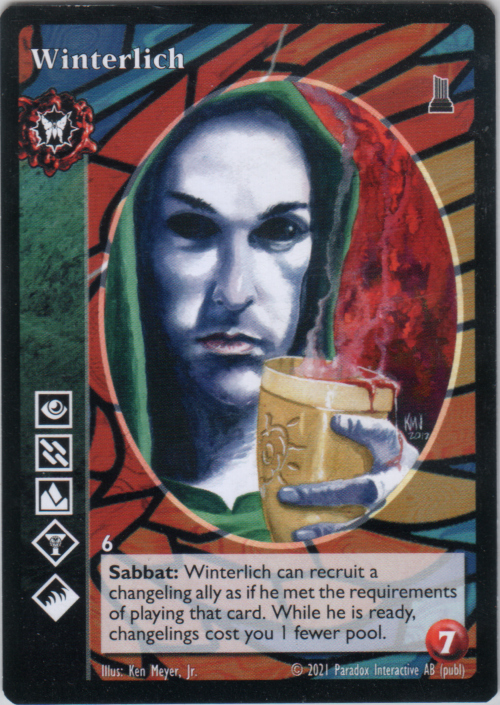 Winterlich
KMJ
2012
6
Sabbat: Winterlich can recruit a
changeling ally as if he met the requirements
of playing that card. While he is ready,
changelings cost you 1 fewer pool.
7
Illus: Ken Meyer, Jr. © 2021 Paradox Interactive AB (publ)